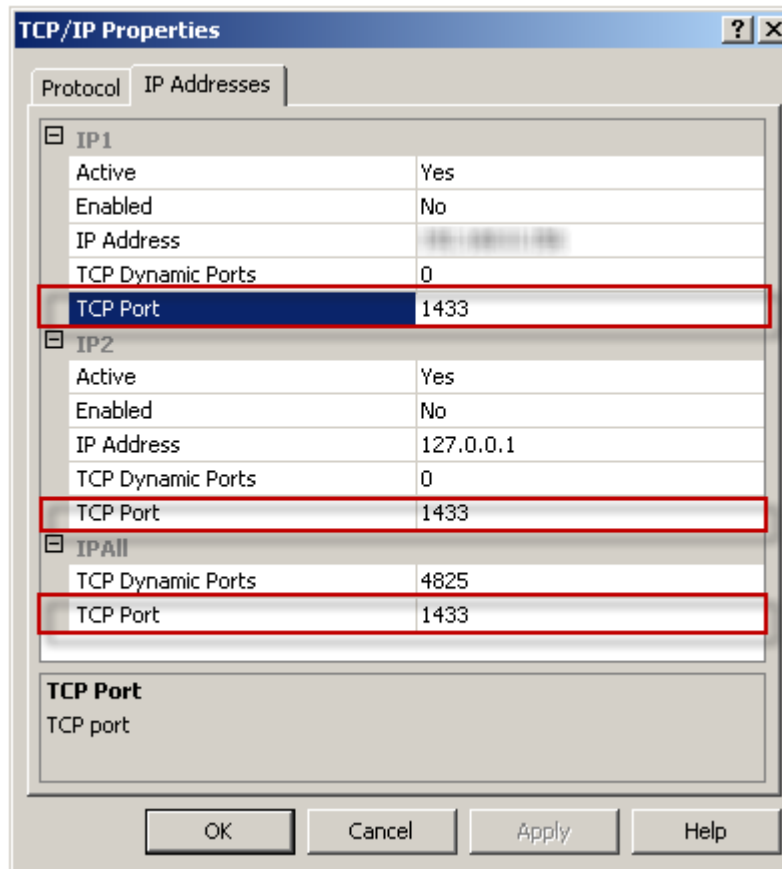 TCP/IP Properties
Protocol IP Addresses
IP1
Active Yes
Enabled No
IP Address
TCP Dynamic Ports 0
TCP Port 1433
IP2
Active Yes
Enabled No
IP Address 127.0.0.1
TCP Dynamic Ports 0
TCP Port 1433
IPAll
TCP Dynamic Ports 4825
TCP Port 1433
TCP Port
TCP port
OK Cancel Apply Help